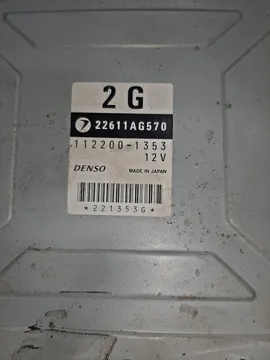 2G
22611AG570
112200-1353
12V
DENSO MADE IN JAPAN
*221353G*